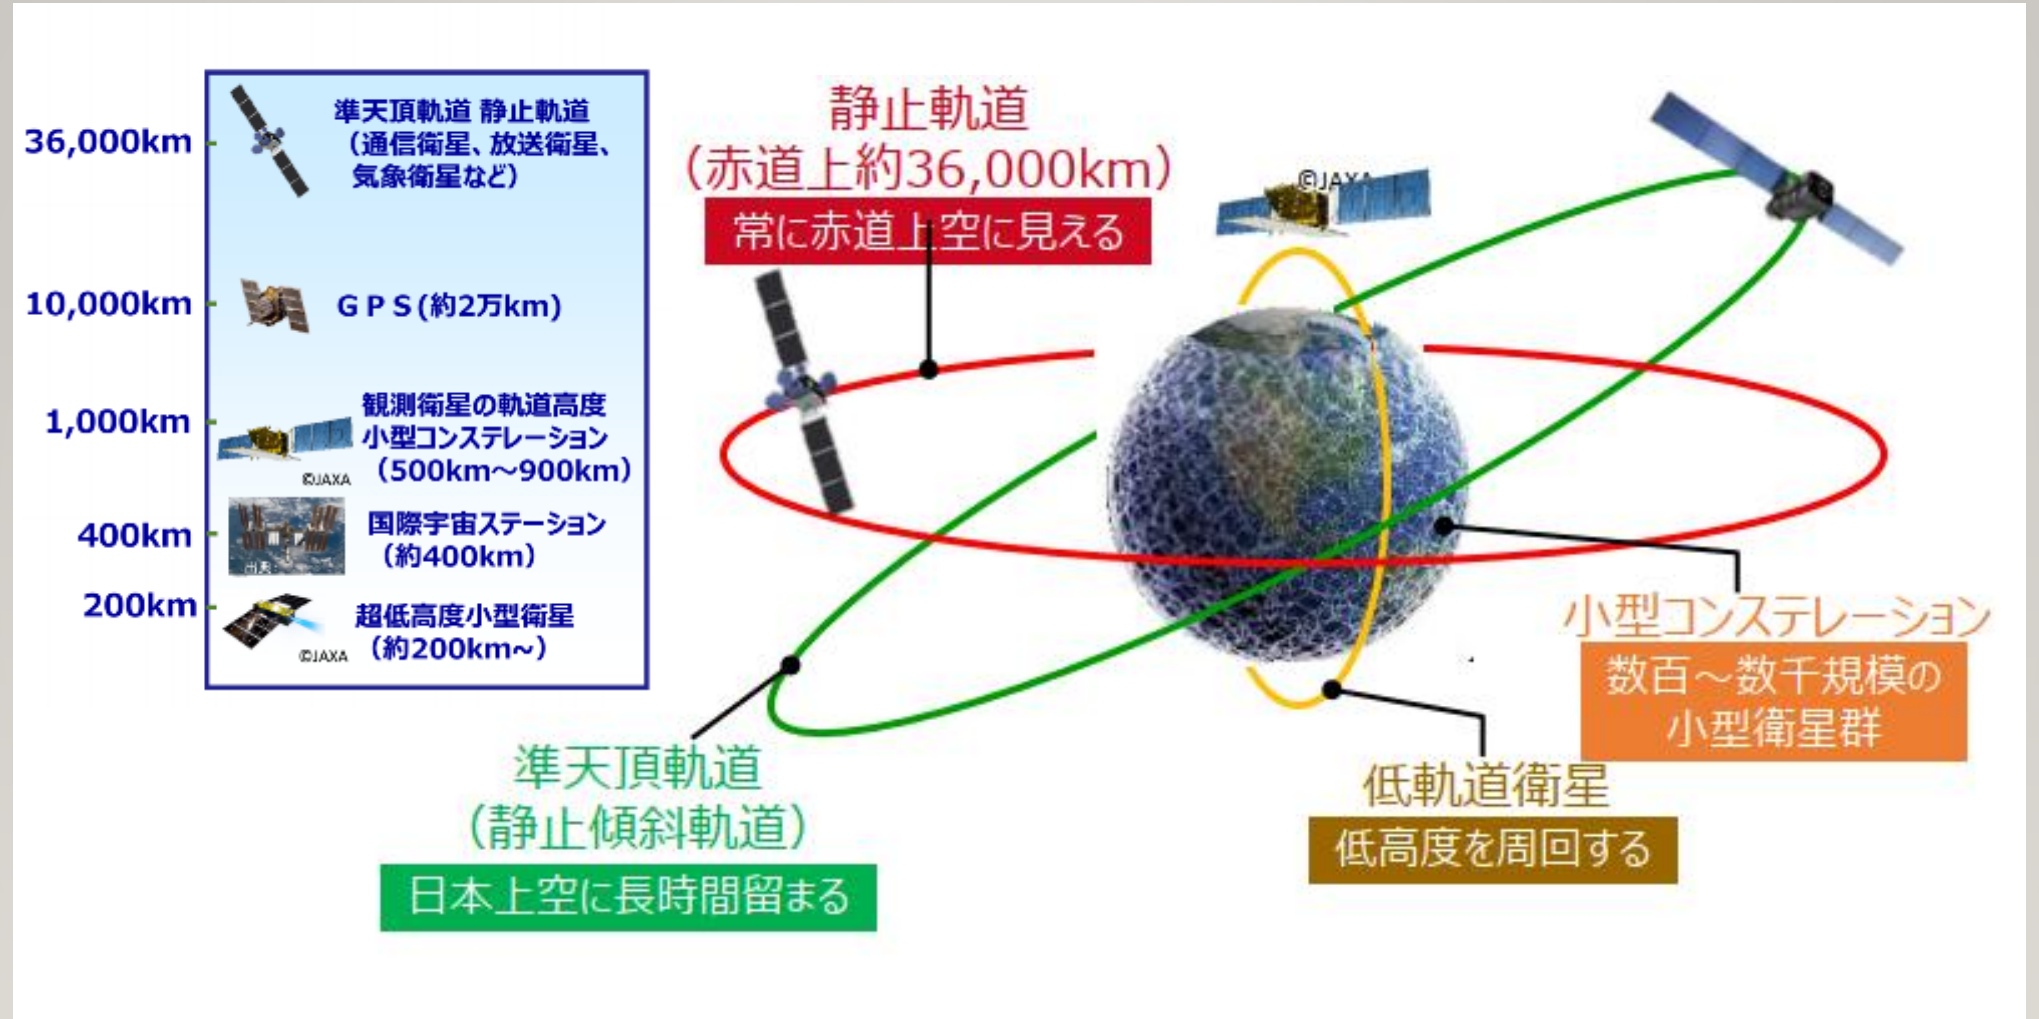 36,000km
準天頂軌道 静止軌道
（通信衛星、放送衛星、
気象衛星など）
10,000km
ＧＰＳ(約2万km)
1,000km
観測衛星の軌道高度
小型コンステレーション
（500km～900km）
©JAXA
400km
国際宇宙ステーション
（約400km）
出典:
200km
超低高度小型衛星
（約200km~）
©JAXA
静止軌道
（赤道上約36,000km）
常に赤道上空に見える
©JAXA
小型コンステレーション
数百～数千規模の
小型衛星群
準天頂軌道
（静止傾斜軌道）
日本上空に長時間留まる
低軌道衛星
低高度を周回する